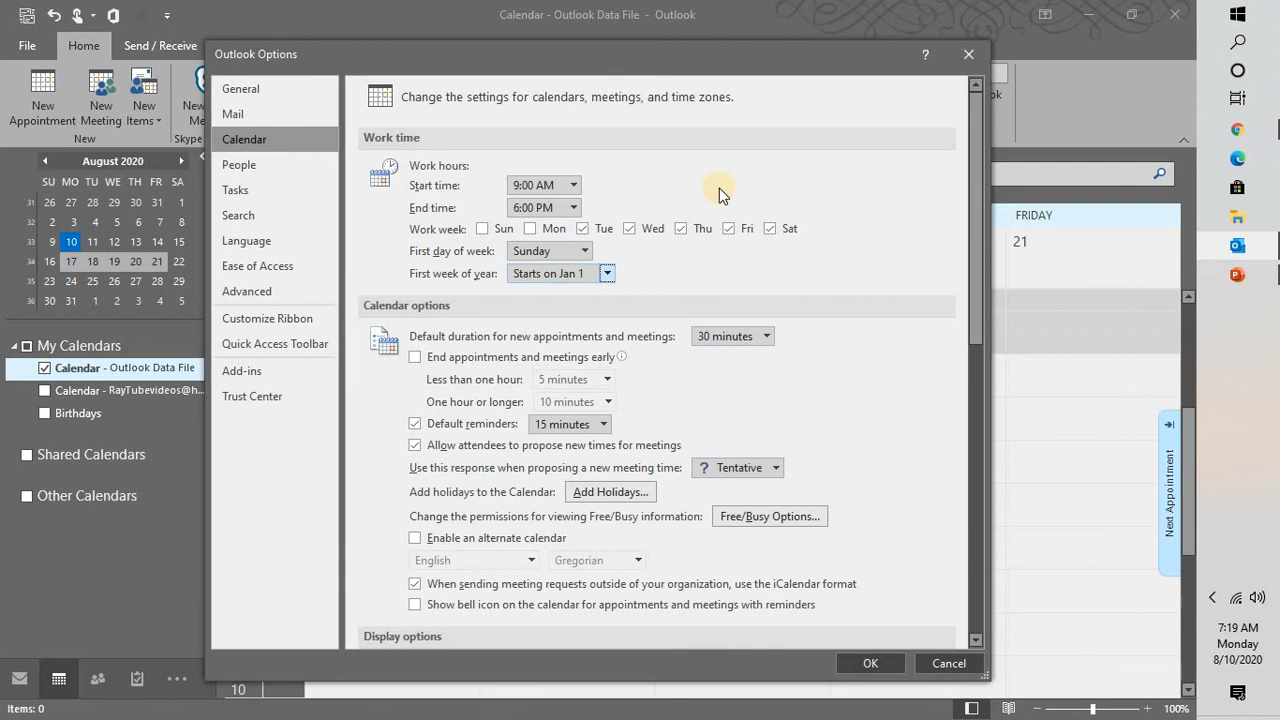 Calendar - Outlook Data File - Outlook
File
Home
Send / Receive
New Appointment
New Meeting
New Items
New M
Skype
ok
New
Outlook Options
?
General
Mail
Calendar
People
Tasks
Search
Language
Ease of Access
Advanced
Customize Ribbon
Quick Access Toolbar
Add-ins
Trust Center
Change the settings for calendars, meetings, and time zones.
Work time
Work hours:
Start time: 9:00 AM
End time: 6:00 PM
Work week: Sun Mon Tue Wed Thu Fri Sat
First day of week: Sunday
First week of year: Starts on Jan 1
Calendar options
Default duration for new appointments and meetings: 30 minutes
End appointments and meetings early
Less than one hour: 5 minutes
One hour or longer: 10 minutes
Default reminders: 15 minutes
Allow attendees to propose new times for meetings
Use this response when proposing a new meeting time: ? Tentative
Add holidays to the Calendar: Add Holidays...
Change the permissions for viewing Free/Busy information: Free/Busy Options...
Enable an alternate calendar
English Gregorian
When sending meeting requests outside of your organization, use the iCalendar format
Show bell icon on the calendar for appointments and meetings with reminders
Display options
OK Cancel
August 2020
SU MO TU WE TH FR SA
31 26 27 28 29 30 31 1
32 2 3 4 5 6 7 8
33 9 10 11 12 13 14 15
34 16 17 18 19 20 21 22
35 23 24 25 26 27 28 29
36 30 31 1 2 3 4 5
My Calendars
Calendar - Outlook Data File
Calendar - RayTubevideos@h...
Birthdays
Shared Calendars
Other Calendars
FRIDAY
21
Next Appointment
10
Items: 0
100%
7:19 AM
Monday
8/10/2020